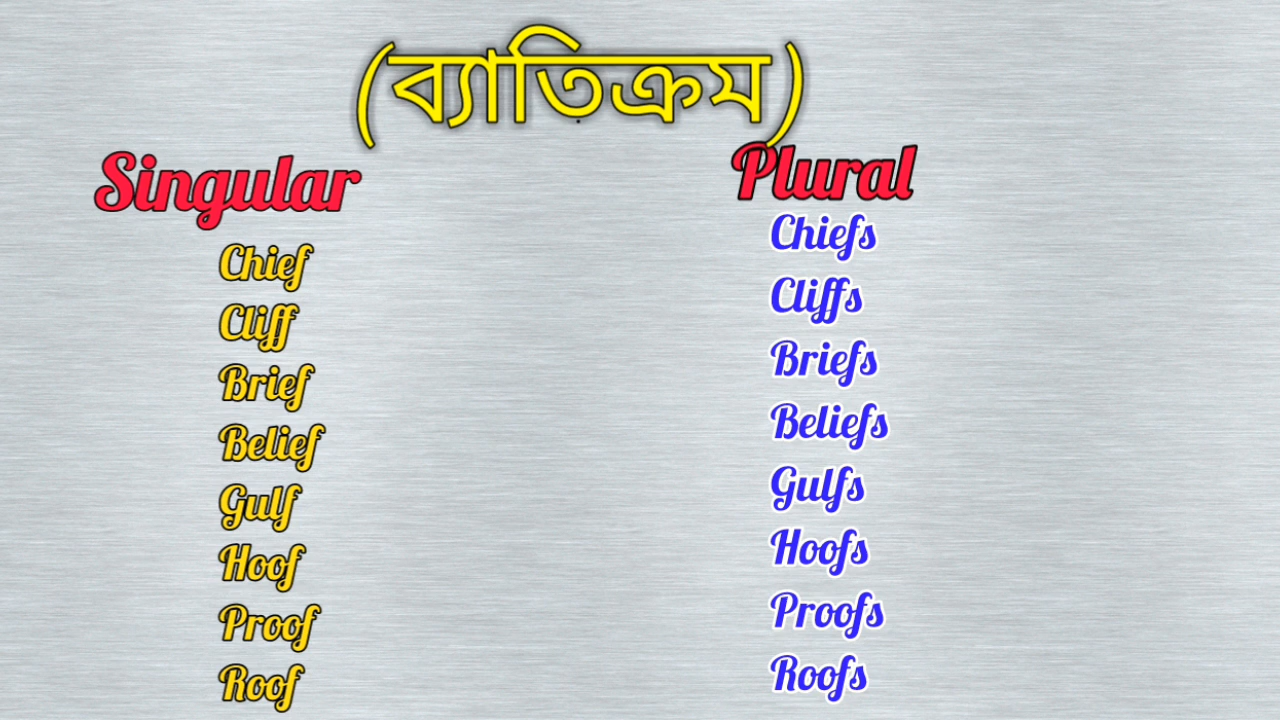 (ব্যাতিক্রম)
Singular Plural
Chief Chiefs
Cliff Cliffs
Brief Briefs
Belief Beliefs
Gulf Gulfs
Hoof Hoofs
Proof Proofs
Roof Roofs